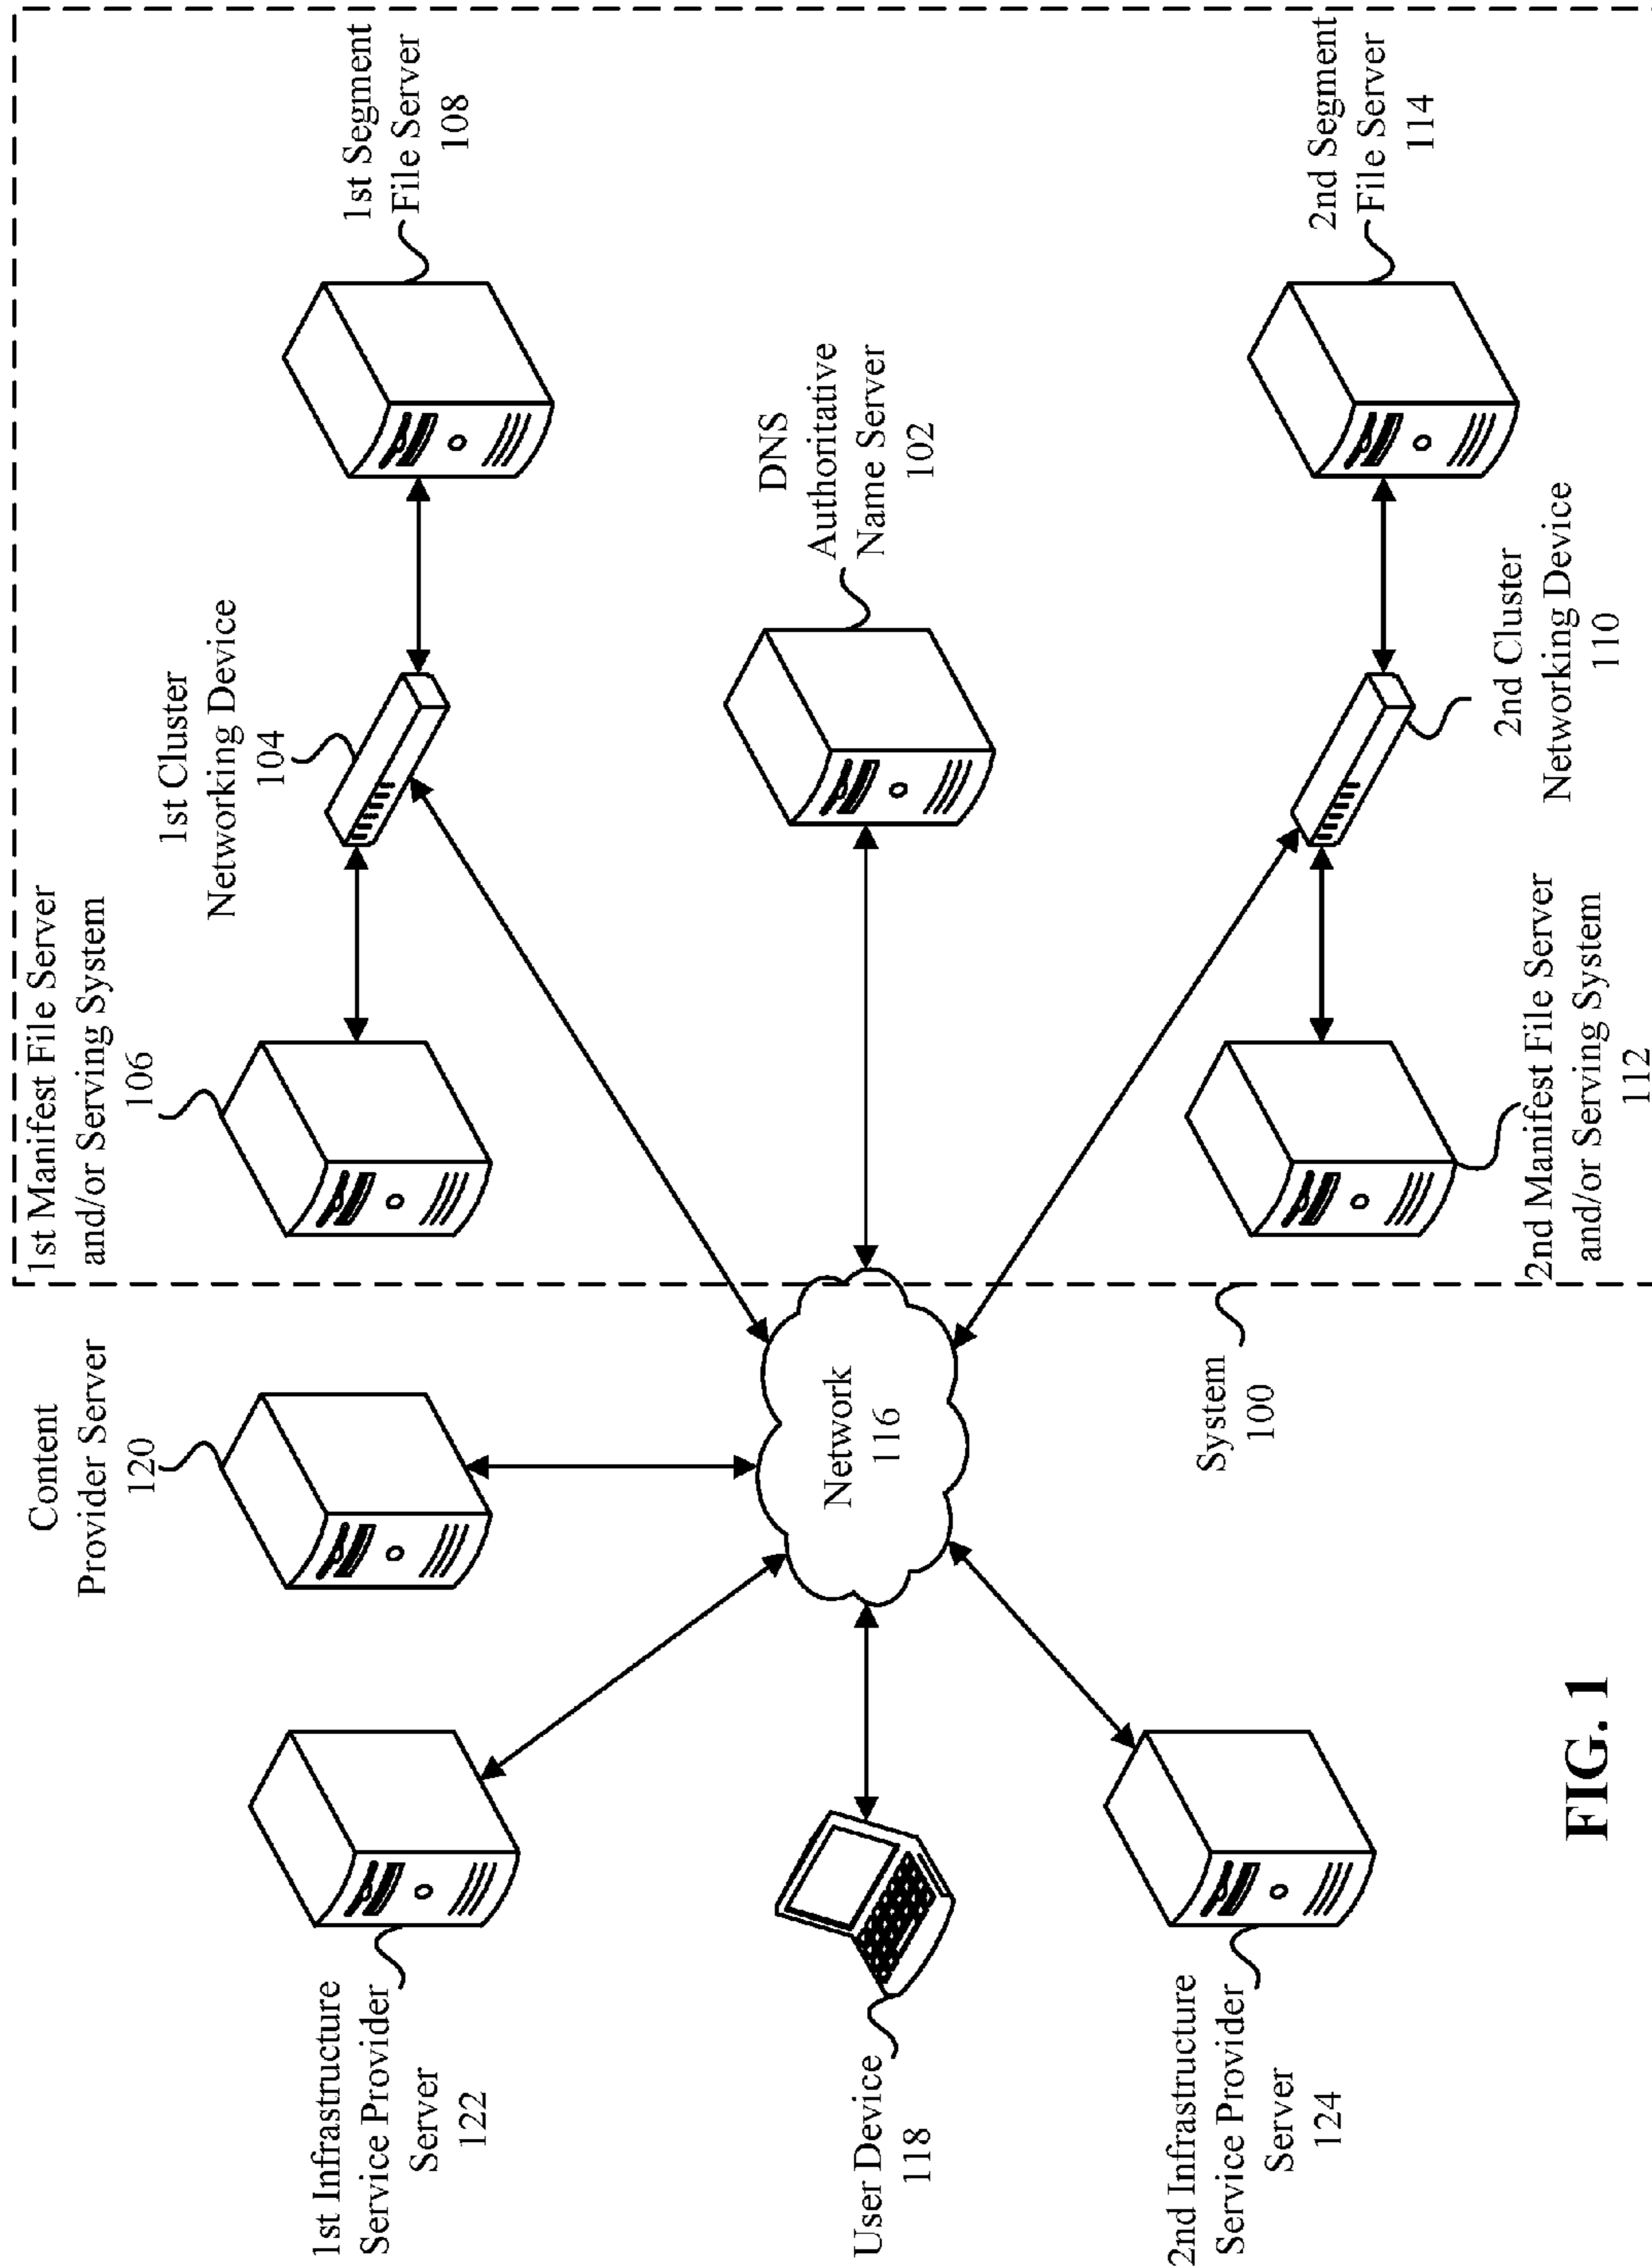 1st Infrastructure
Service Provider
Server
122
Content
Provider Server
120
1st Manifest File Server
and/or Serving System
106
1st Cluster
Networking Device
104
1st Segment
File Server
108
User Device
118
Network
116
DNS
Authoritative
Name Server
102
2nd Infrastructure
Service Provider
Server
124
System
100
2nd Manifest File Server
and/or Serving System
112
2nd Cluster
Networking Device
110
2nd Segment
File Server
114
FIG. 1